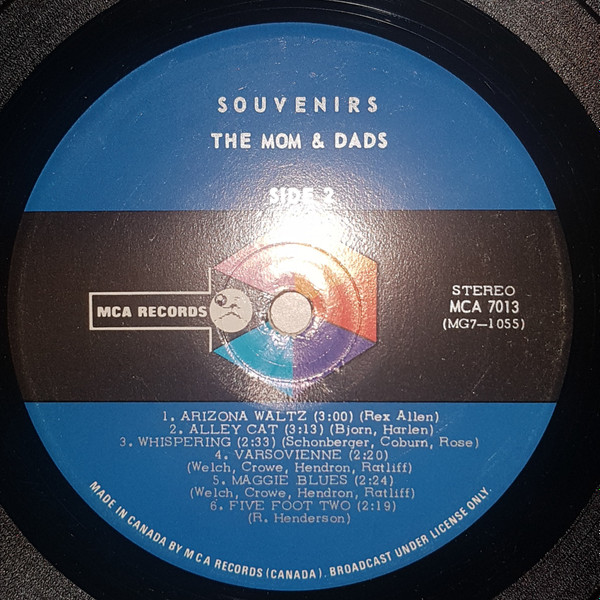 SOUVENIRS
THE MOM & DADS
SIDE 2
MCA RECORDS
STEREO
MCA 7013
(MG7-1055)
1. ARIZONA WALTZ (3:00) (Rex Allen)
2. ALLEY CAT (3:13) (Bjorn, Harlen)
3. WHISPERING (2:33) (Schonberger, Coburn, Rose)
4. VARSOVIENNE (2:20)
(Welch, Crowe, Hendron, Ratliff)
5. MAGGIE BLUES (2:24)
(Welch, Crowe, Hendron, Ratliff)
6. FIVE FOOT TWO (2:19)
(R. Henderson)
MADE IN CANADA BY M C A RECORDS (CANADA). BROADCAST UNDER LICENSE ONLY.